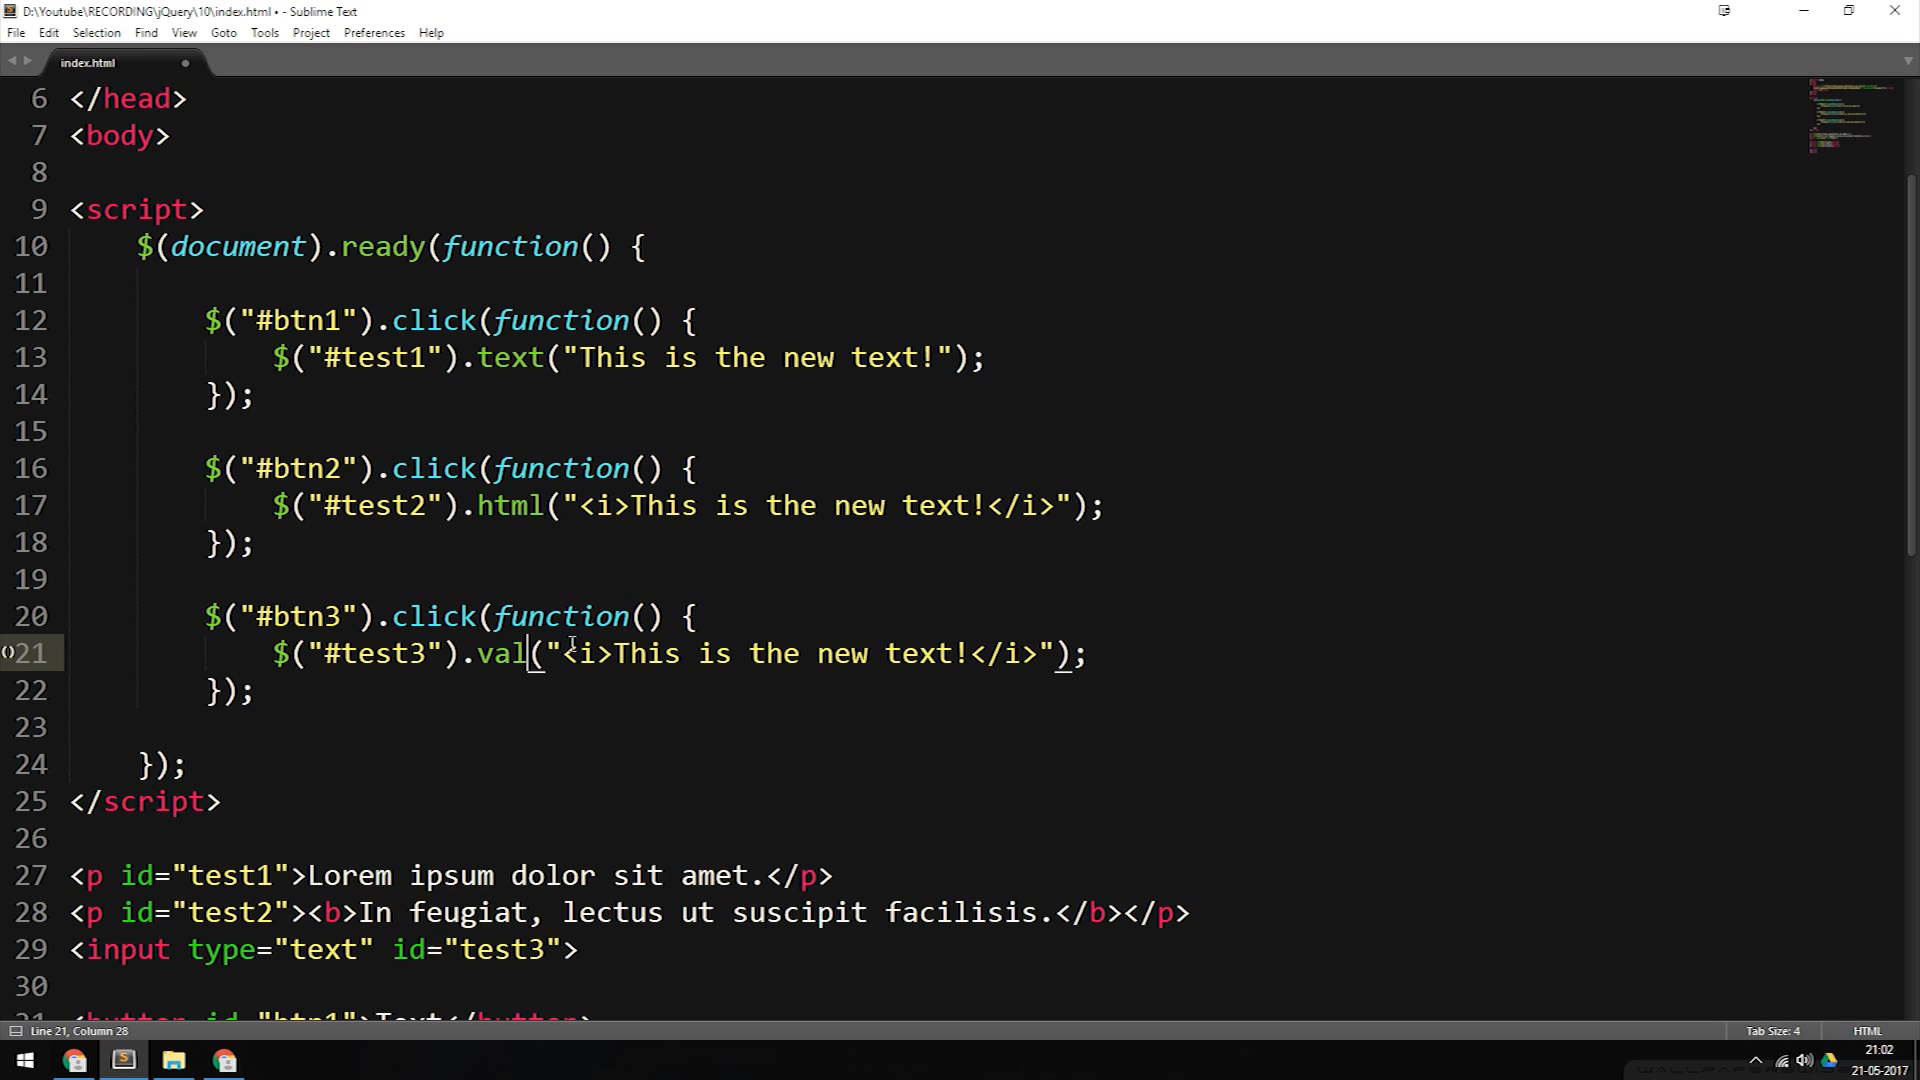 D:\Youtube\RECORDING\jQuery\10\index.html • - Sublime Text
File Edit Selection Find View Goto Tools Project Preferences Help
index.html
6 </head>
7 <body>
8
9 <script>
10 $(document).ready(function() {
11
12 $("#btn1").click(function() {
13 $("#test1").text("This is the new text!");
14 });
15
16 $("#btn2").click(function() {
17 $("#test2").html("<i>This is the new text!</i>");
18 });
19
20 $("#btn3").click(function() {
21 $("#test3").val("<i>This is the new text!</i>");
22 });
23
24 });
25 </script>
26
27 <p id="test1">Lorem ipsum dolor sit amet.</p>
28 <p id="test2"><b>In feugiat, lectus ut suscipit facilisis.</b></p>
29 <input type="text" id="test3">
30
31 <button id="btn1">Text</button>
Line 21, Column 28 Tab Size: 4 HTML
21:02
21-05-2017